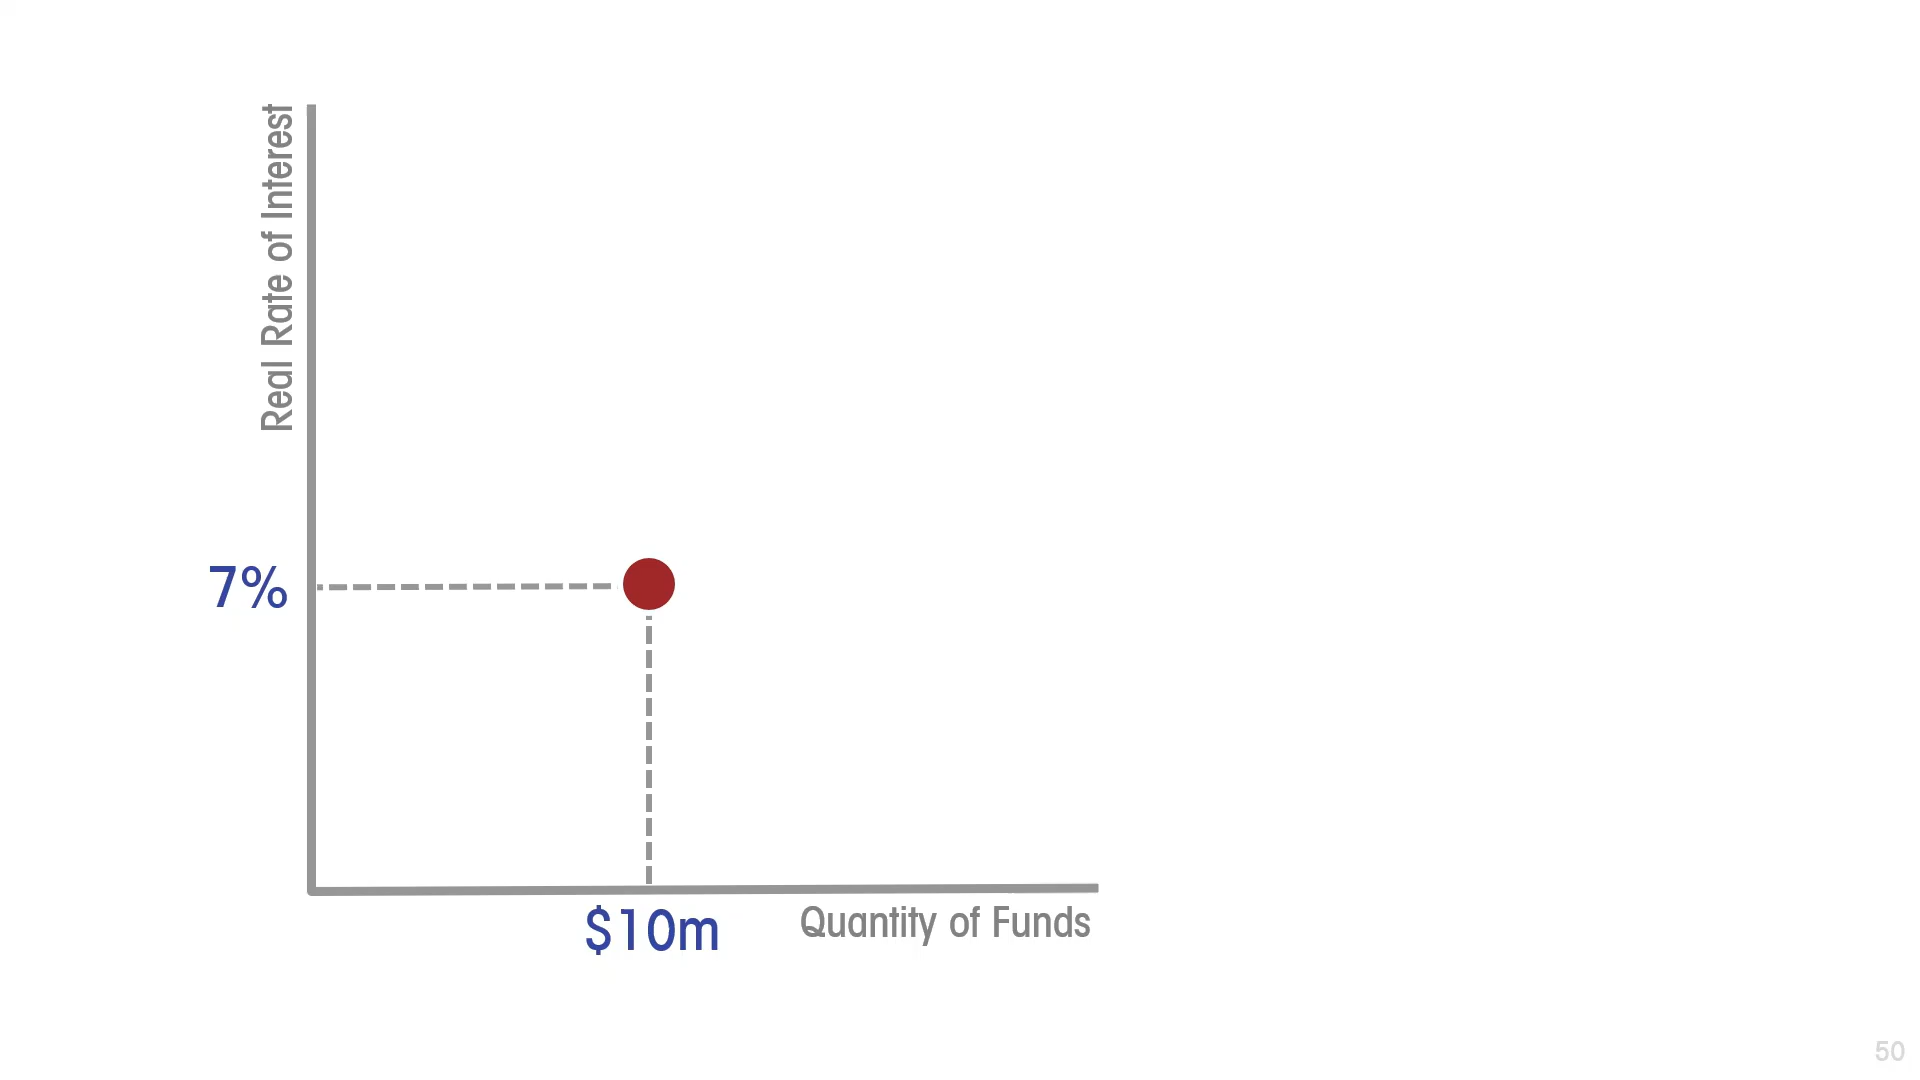 Real Rate of Interest
7%
$10m
Quantity of Funds
50